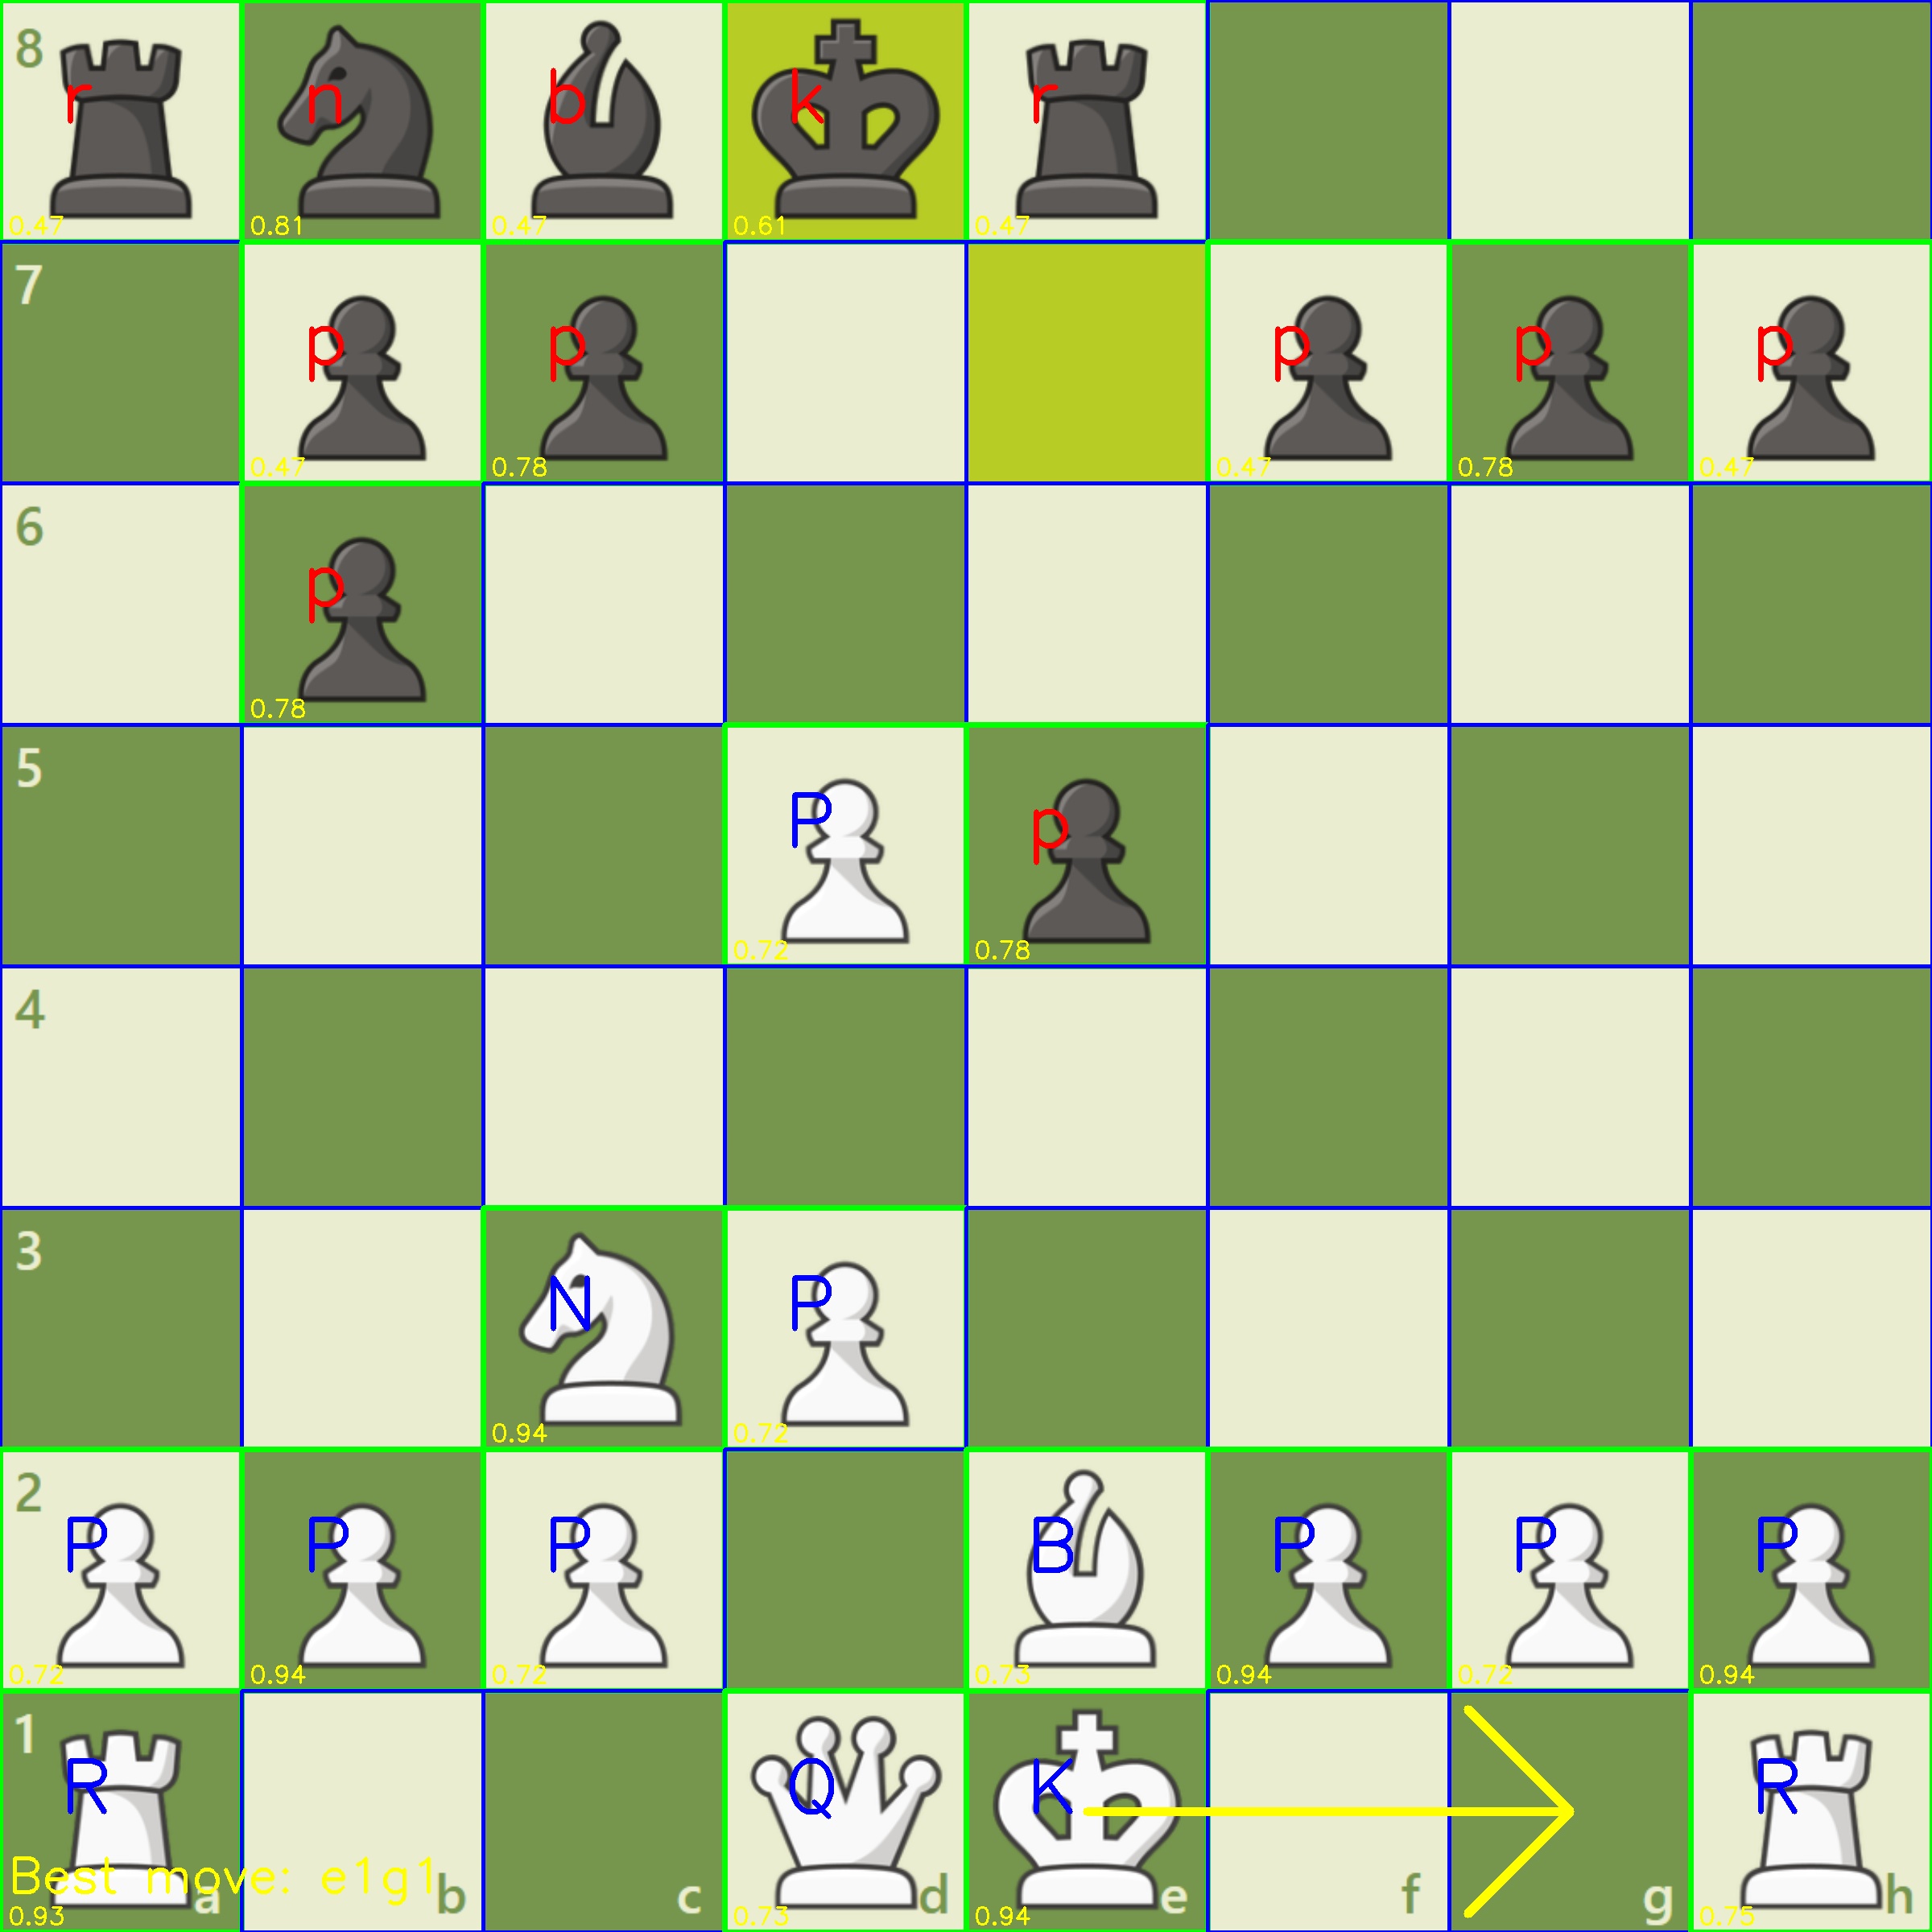 8
r n b k r
0.47 0.81 0.47 0.61 0.47
7
p p p p p
0.47 0.78 0.47 0.78 0.47
6
p
0.78
5
P p
0.72 0.78
4
3
N P
0.94 0.72
2
P P P B P P P
0.72 0.94 0.72 0.73 0.94 0.72 0.94
1
R Q K R
Best move: e1g1
a b c d e f g h
0.93 0.73 0.94 0.75